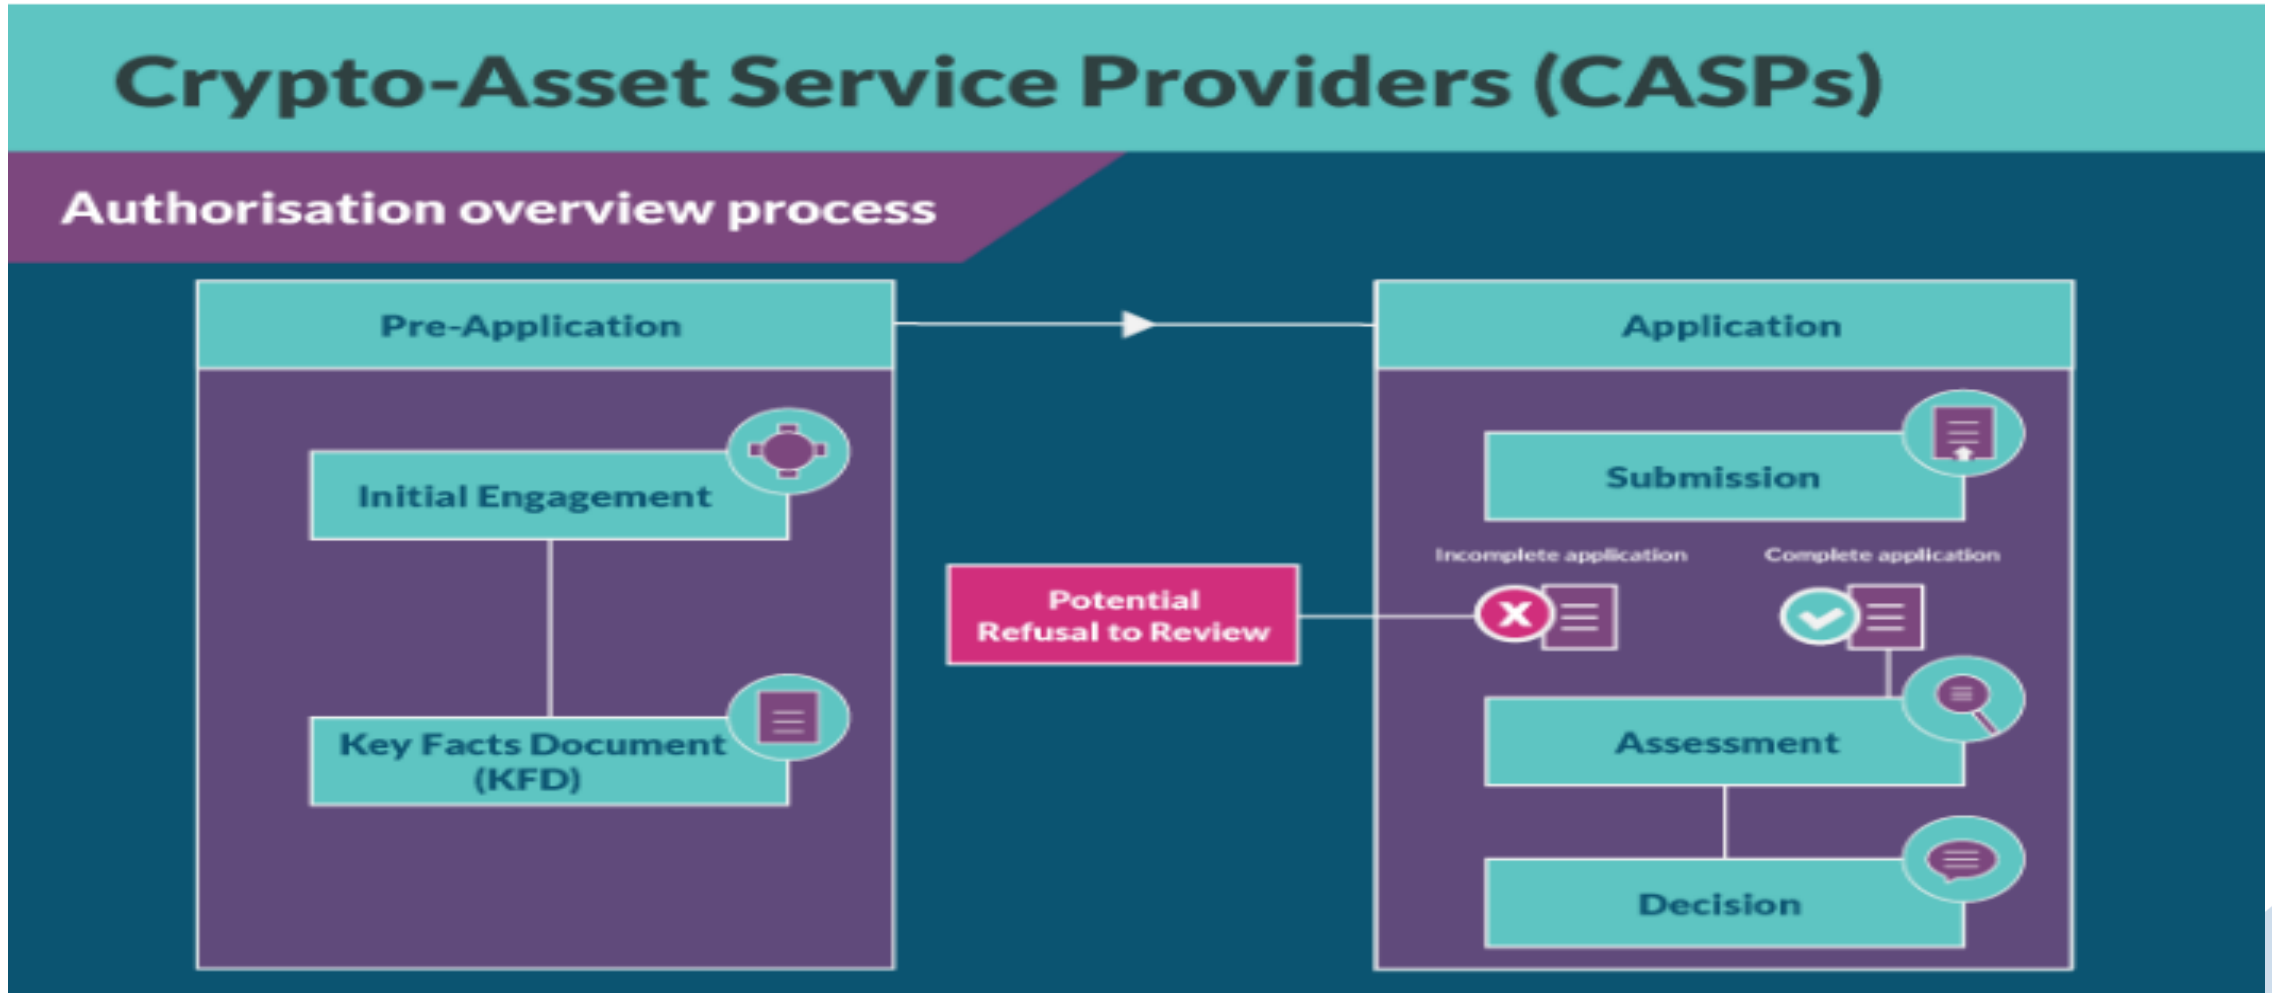 Crypto-Asset Service Providers (CASPs)
Authorisation overview process
Pre-Application
Initial Engagement
Key Facts Document
(KFD)
Potential
Refusal to Review
Application
Submission
Incomplete application
Complete application
Assessment
Decision